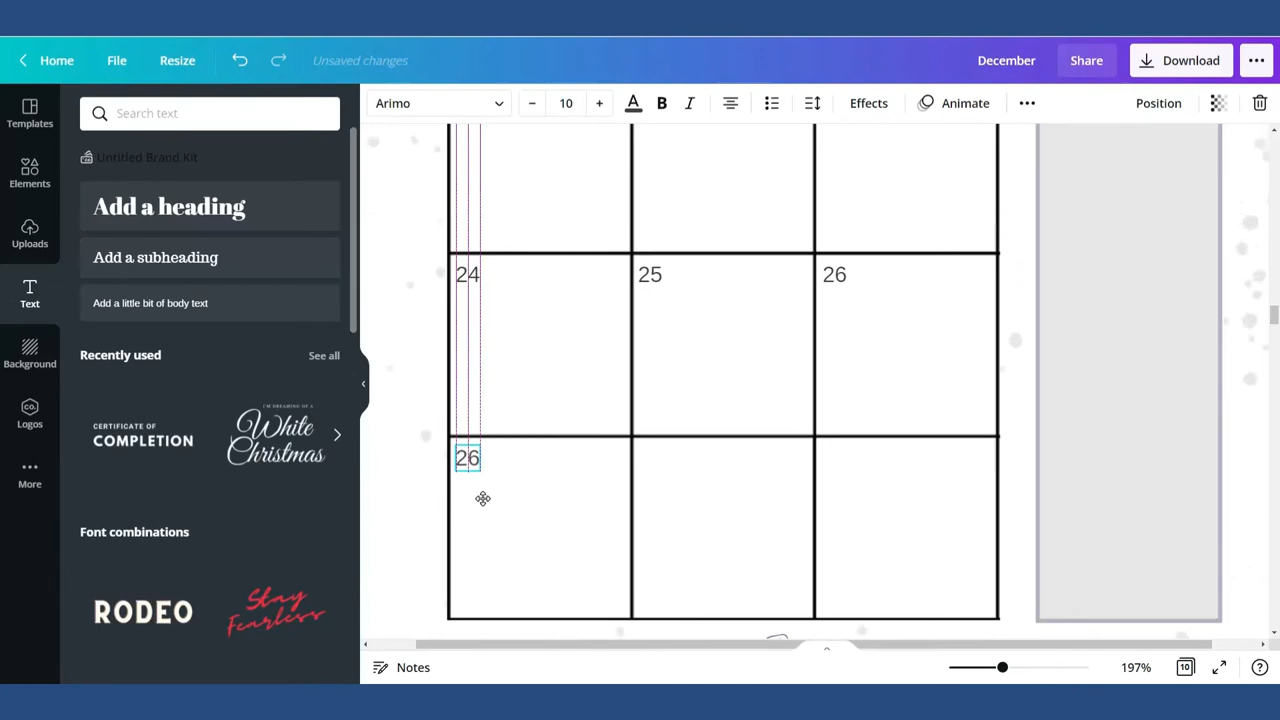 Home File Resize Unsaved changes December Share Download
Arimo 10 B I Effects Animate Position
Templates
Elements
Uploads
Text
Background
CO.
Logos
More
Search text
Untitled Brand Kit
Add a heading
Add a subheading
Add a little bit of body text
Recently used See all
CERTIFICATE OF
COMPLETION
I'M DREAMING OF A
White
Christmas
Font combinations
RODEO
Stay
Fearless
24 25 26
26
Notes 197% 10 ?